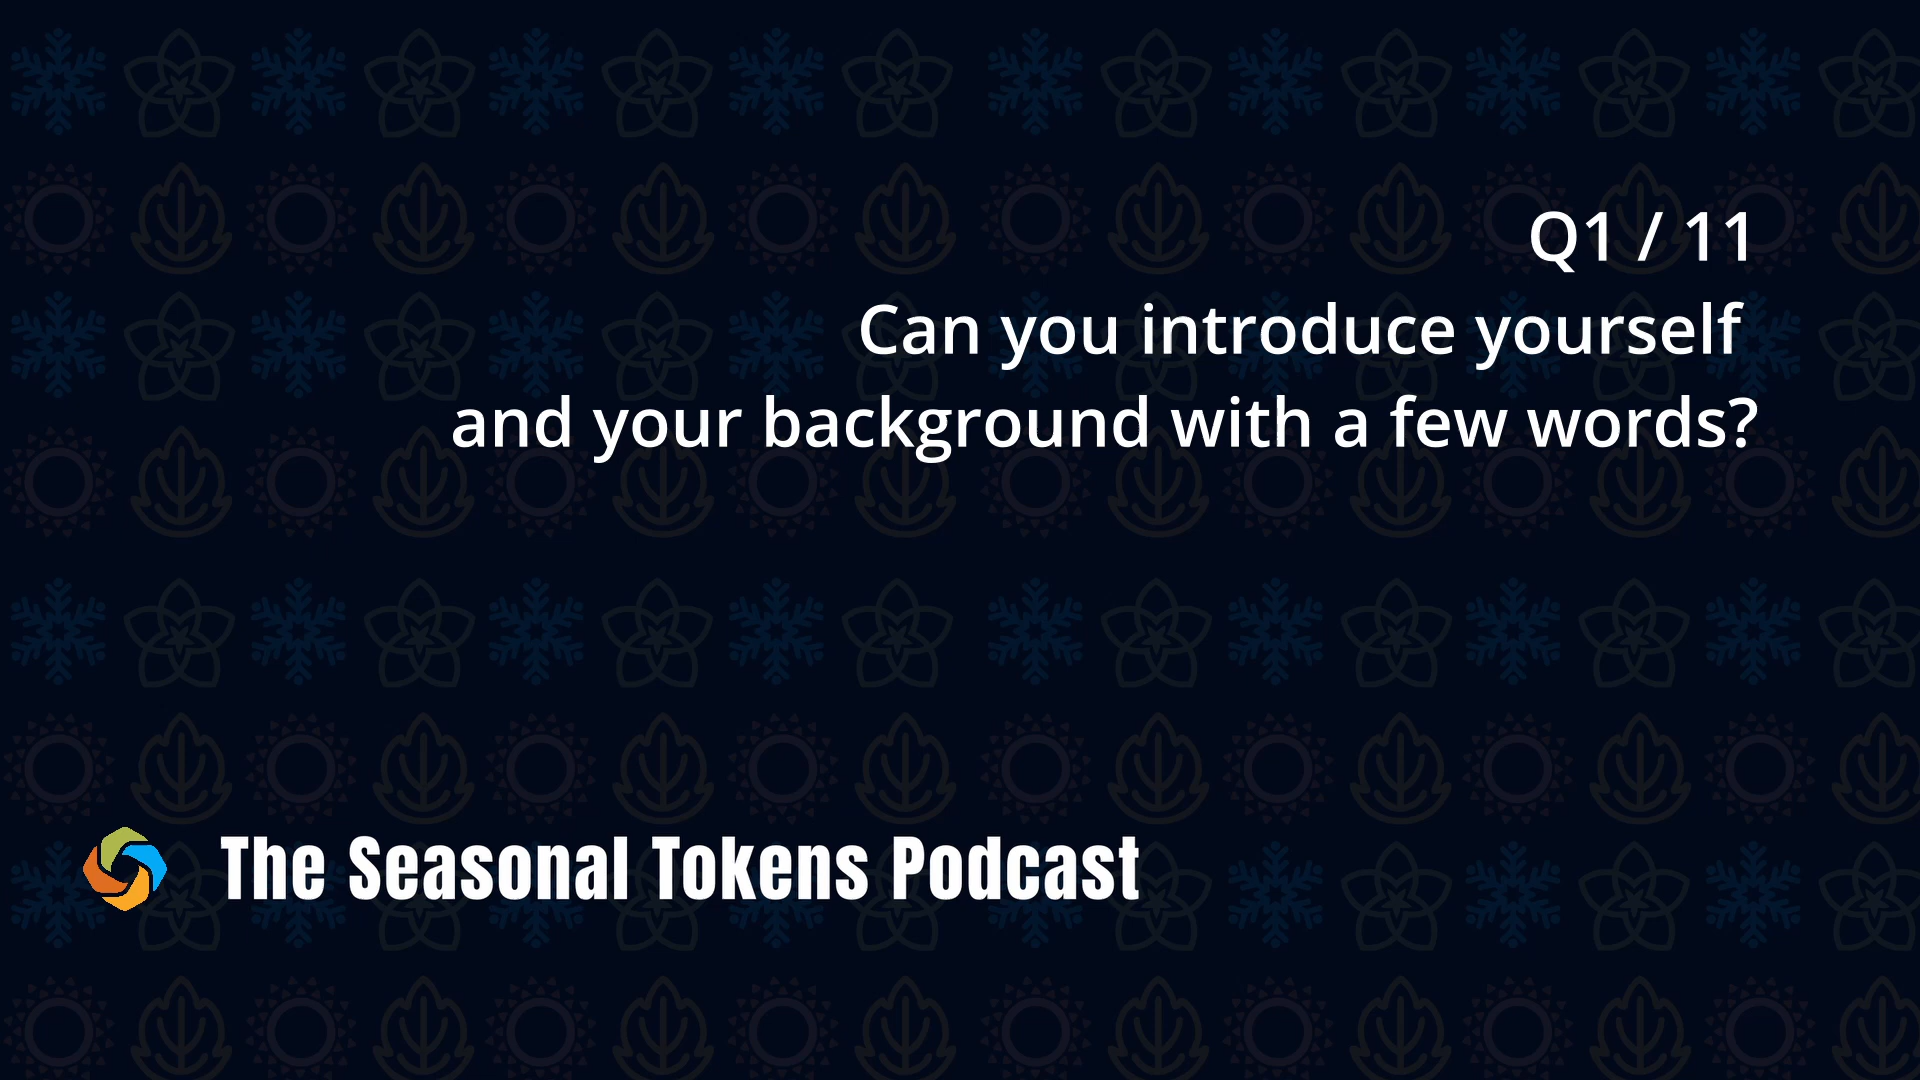 Q1 / 11
Can you introduce yourself
and your background with a few words?
The Seasonal Tokens Podcast